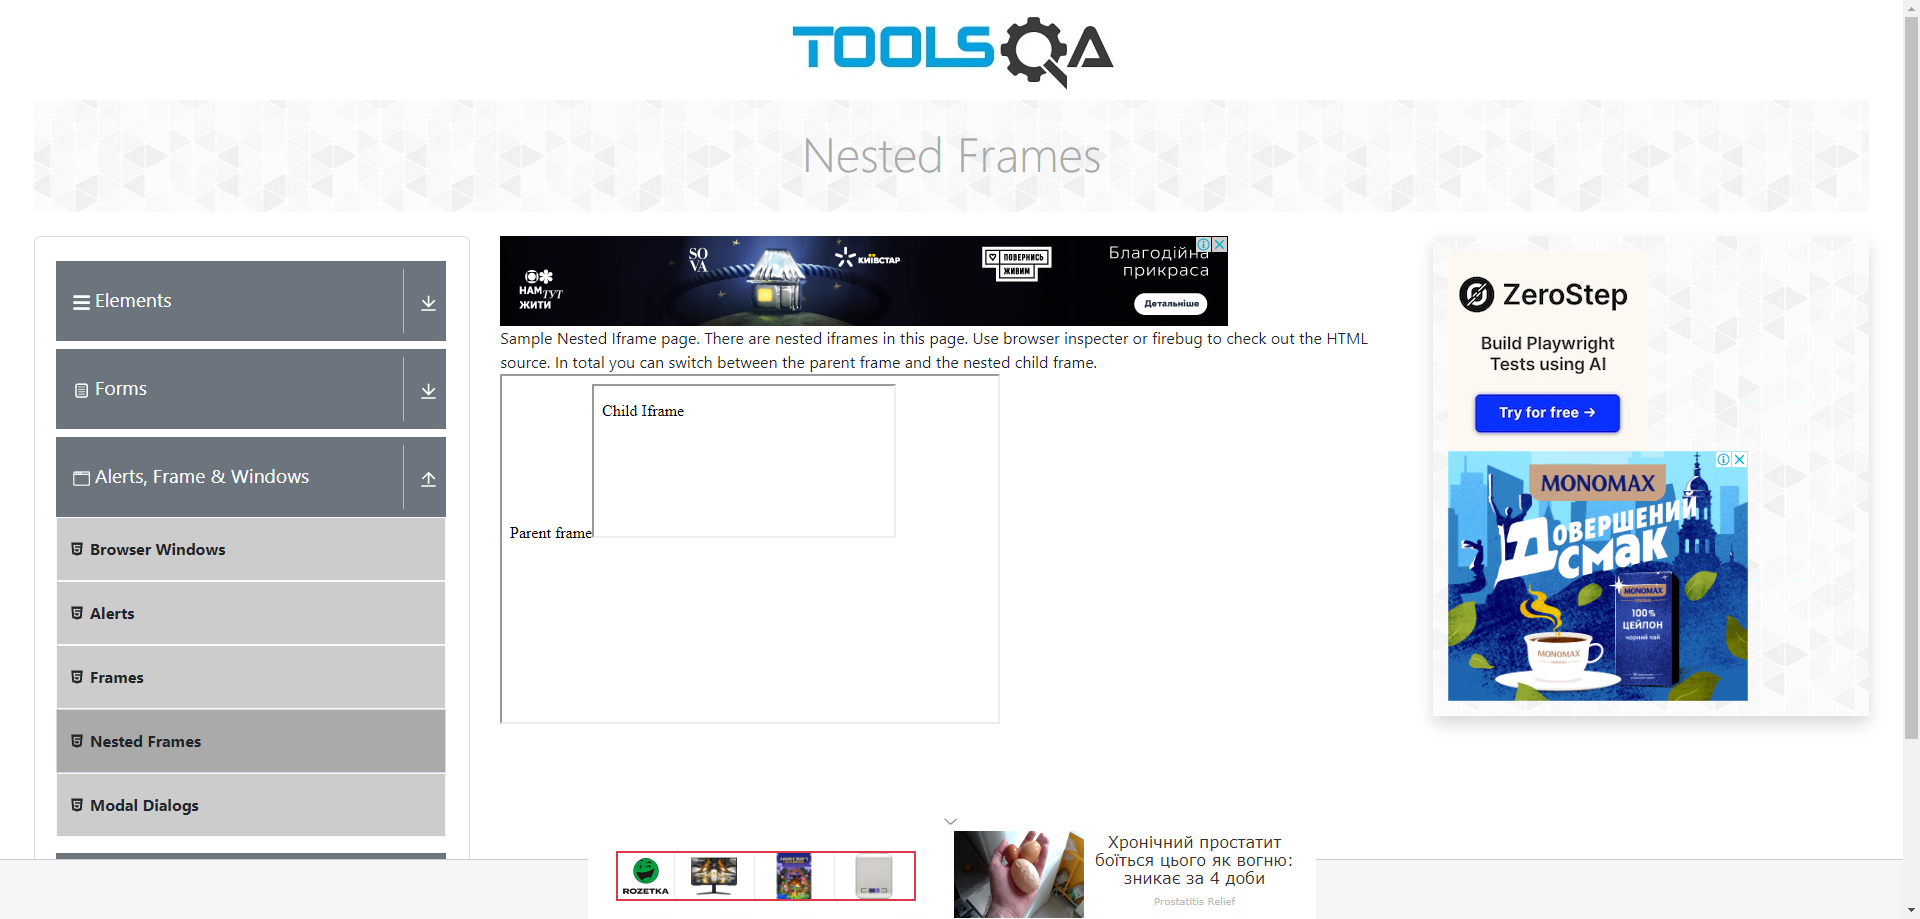 TOOLSQA
Nested Frames
Elements
Forms
Alerts, Frame & Windows
Browser Windows
Alerts
Frames
Nested Frames
Modal Dialogs
НАМ ТУТ
ЖИТИ
SO
VA
КИЇВСТАР
ПОВЕРНИСЬ
ЖИВИМ
Благодійна
прикраса
Детальніше
Sample Nested Iframe page. There are nested iframes in this page. Use browser inspecter or firebug to check out the HTML
source. In total you can switch between the parent frame and the nested child frame.
Child Iframe
Parent frame
ZeroStep
Build Playwright
Tests using AI
Try for free →
MONOMAX
ДОВЕРШЕНИЙ
СМАК
MONOMAX
100%
ЦЕЙЛОН
чорний чай
MONOMAX
ROZETKA
Хронічний простатит
боїться цього як вогню:
зникає за 4 доби
Prostatitis Relief